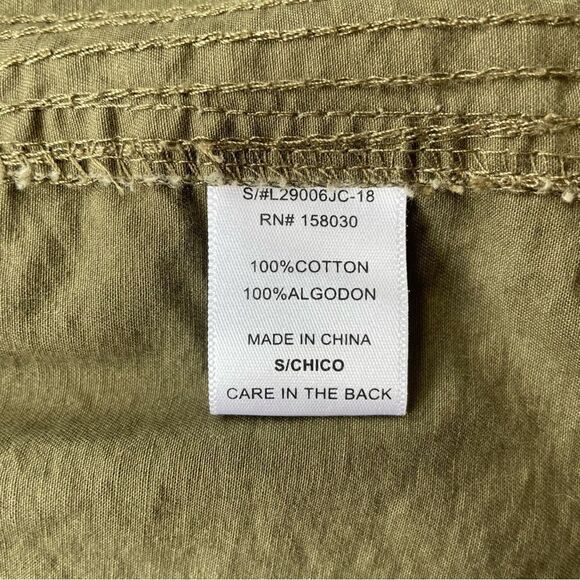 S/#L29006JC-18
RN# 158030
100%COTTON
100%ALGODON
MADE IN CHINA
S/CHICO
CARE IN THE BACK